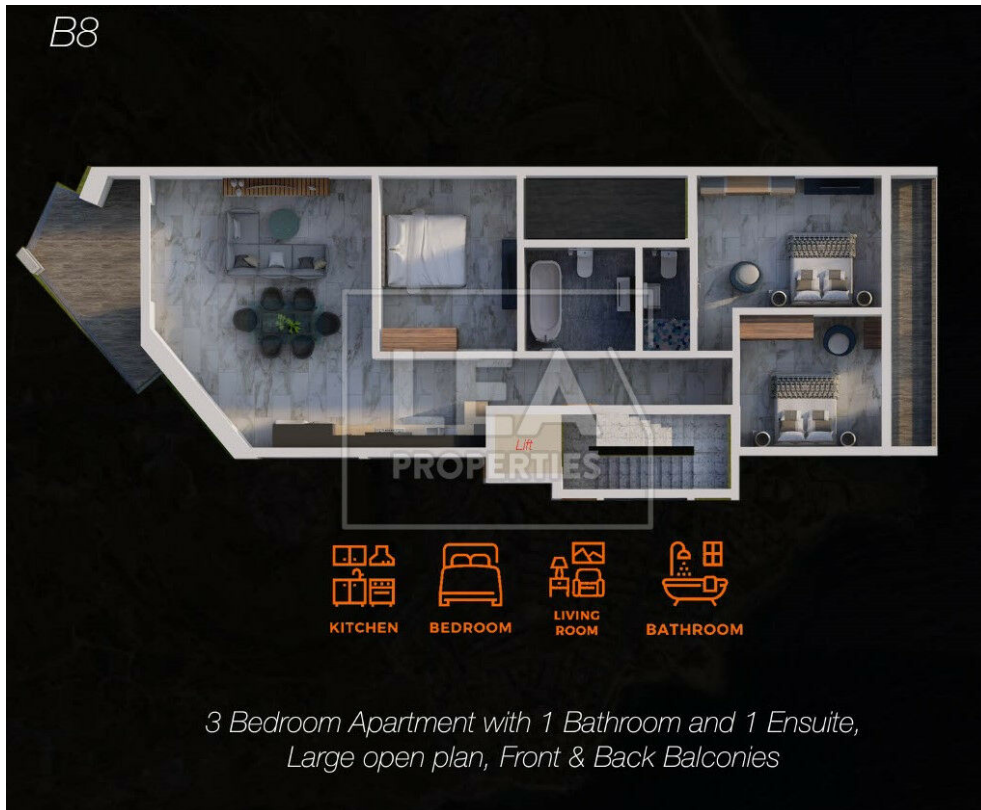 B8
Lift
LFA
PROPERTIES
KITCHEN
BEDROOM
LIVING
ROOM
BATHROOM
3 Bedroom Apartment with 1 Bathroom and 1 Ensuite,
Large open plan, Front & Back Balconies